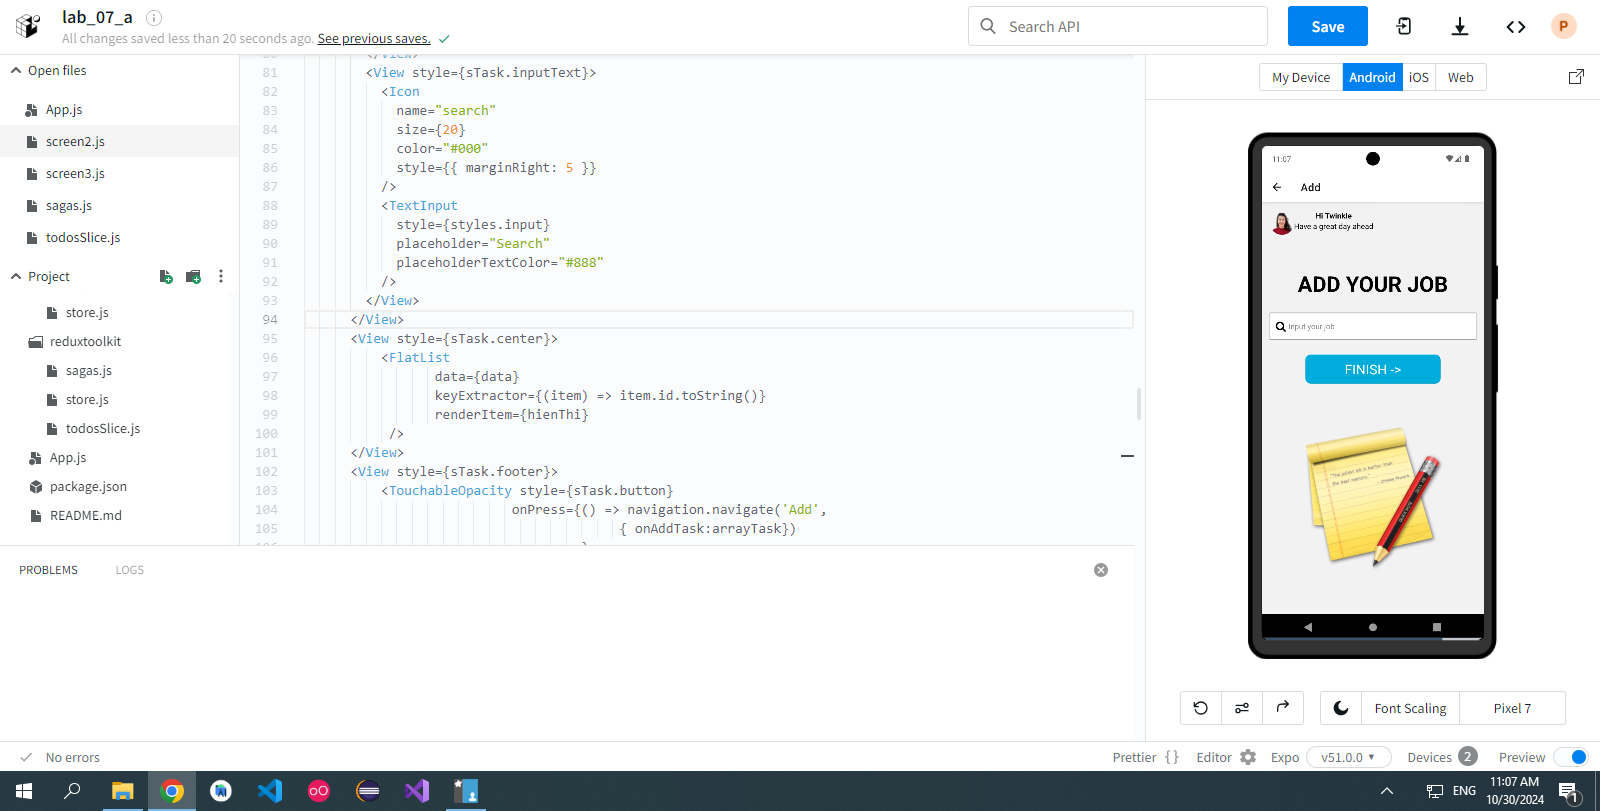 lab_07_a
All changes saved less than 20 seconds ago. See previous saves.
Search API
Save
P
Open files
App.js
screen2.js
screen3.js
sagas.js
todosSlice.js
Project
store.js
reduxtoolkit
sagas.js
store.js
todosSlice.js
App.js
package.json
README.md
81 <View style={sTask.inputText}>
82 <Icon
83 name="search"
84 size={20}
85 color="#000"
86 style={{ marginRight: 5 }}
87 />
88 <TextInput
89 style={styles.input}
90 placeholder="Search"
91 placeholderTextColor="#888"
92 />
93 </View>
94 </View>
95 <View style={sTask.center}>
96 <FlatList
97 data={data}
98 keyExtractor={(item) => item.id.toString()}
99 renderItem={hienThi}
100 />
101 </View>
102 <View style={sTask.footer}>
103 <TouchableOpacity style={sTask.button}
104 onPress={() => navigation.navigate('Add',
105 { onAddTask:arrayTask})
My Device Android iOS Web
11:07
Add
Hi Twinkle
Have a great day ahead
ADD YOUR JOB
Input your job
FINISH ->
Font Scaling
Pixel 7
PROBLEMS LOGS
No errors
Prettier {} Editor Expo v51.0.0 Devices 2 Preview
ENG
11:07 AM
10/30/2024
1